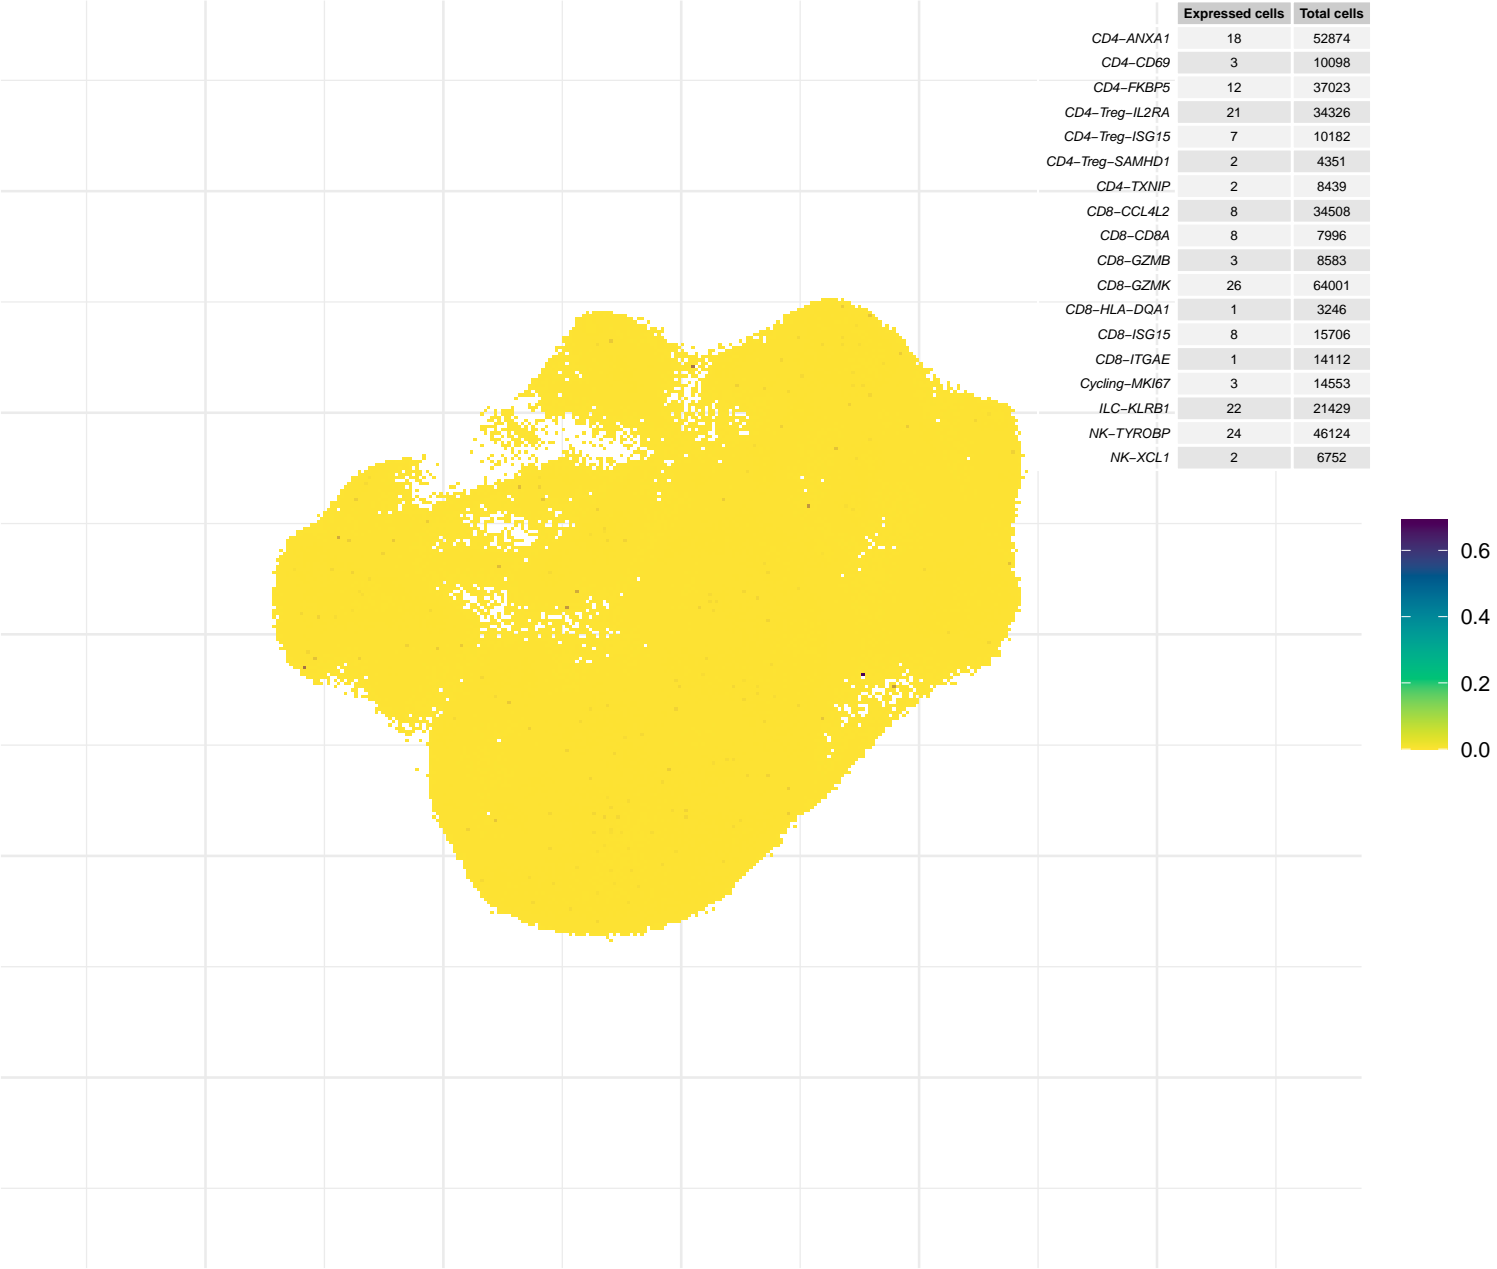 Expressed cells Total cells
CD4−ANXA1 18 52874
CD4−CD69 3 10098
CD4−FKBP5 12 37023
CD4−Treg−IL2RA 21 34326
CD4−Treg−ISG15 7 10182
CD4−Treg−SAMHD1 2 4351
CD4−TXNIP 2 8439
CD8−CCL4L2 8 34508
CD8−CD8A 8 7996
CD8−GZMB 3 8583
CD8−GZMK 26 64001
CD8−HLA−DQA1 1 3246
CD8−ISG15 8 15706
CD8−ITGAE 1 14112
Cycling−MKI67 3 14553
ILC−KLRB1 22 21429
NK−TYROBP 24 46124
NK−XCL1 2 6752
0.6
0.4
0.2
0.0